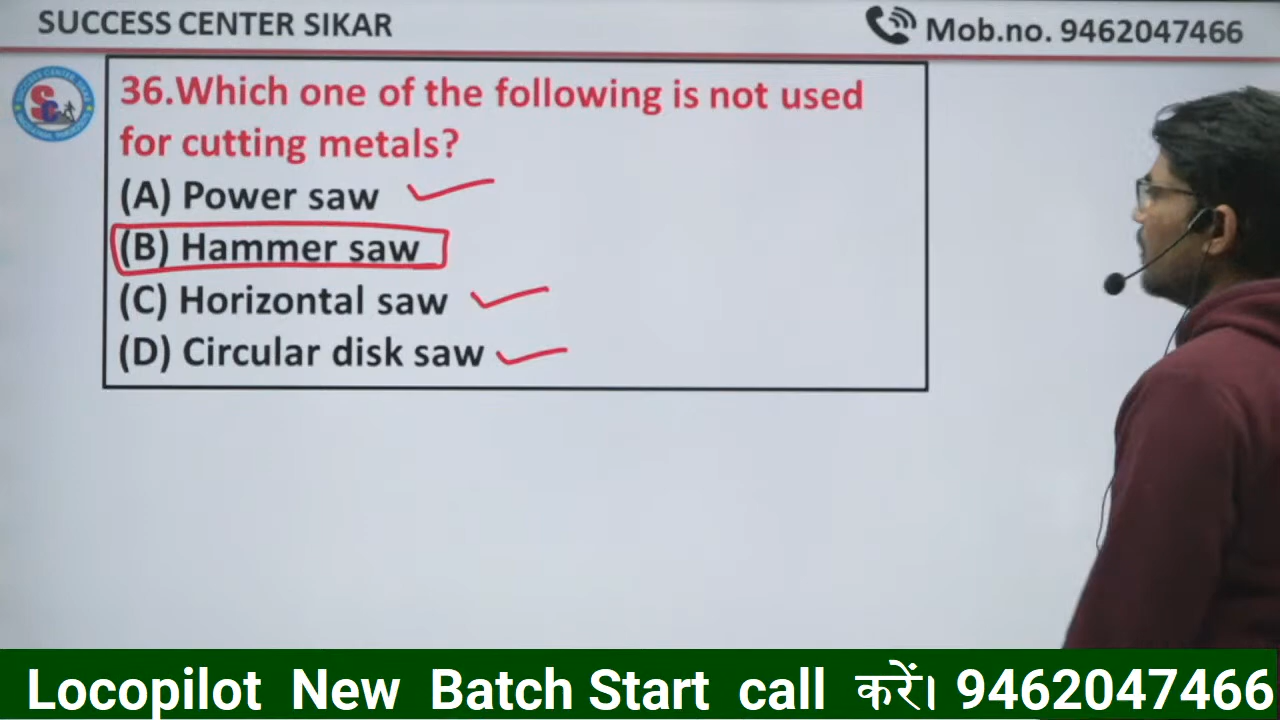 SUCCESS CENTER SIKAR
Mob.no. 9462047466
36.Which one of the following is not used
for cutting metals?
(A) Power saw
(B) Hammer saw
(C) Horizontal saw
(D) Circular disk saw
Locopilot New Batch Start call करें। 9462047466